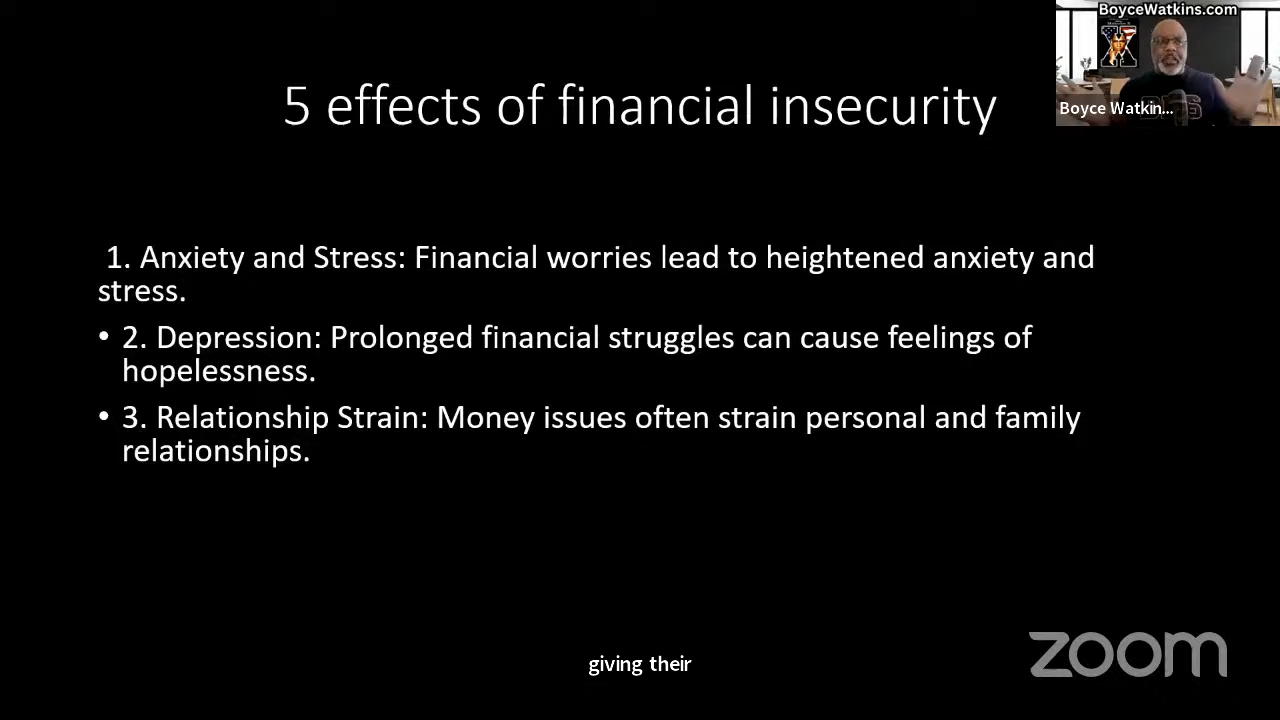 BoyceWatkins.com
X
Boyce Watkin...
5 effects of financial insecurity
1. Anxiety and Stress: Financial worries lead to heightened anxiety and
stress.
• 2. Depression: Prolonged financial struggles can cause feelings of
hopelessness.
• 3. Relationship Strain: Money issues often strain personal and family
relationships.
giving their
zoom